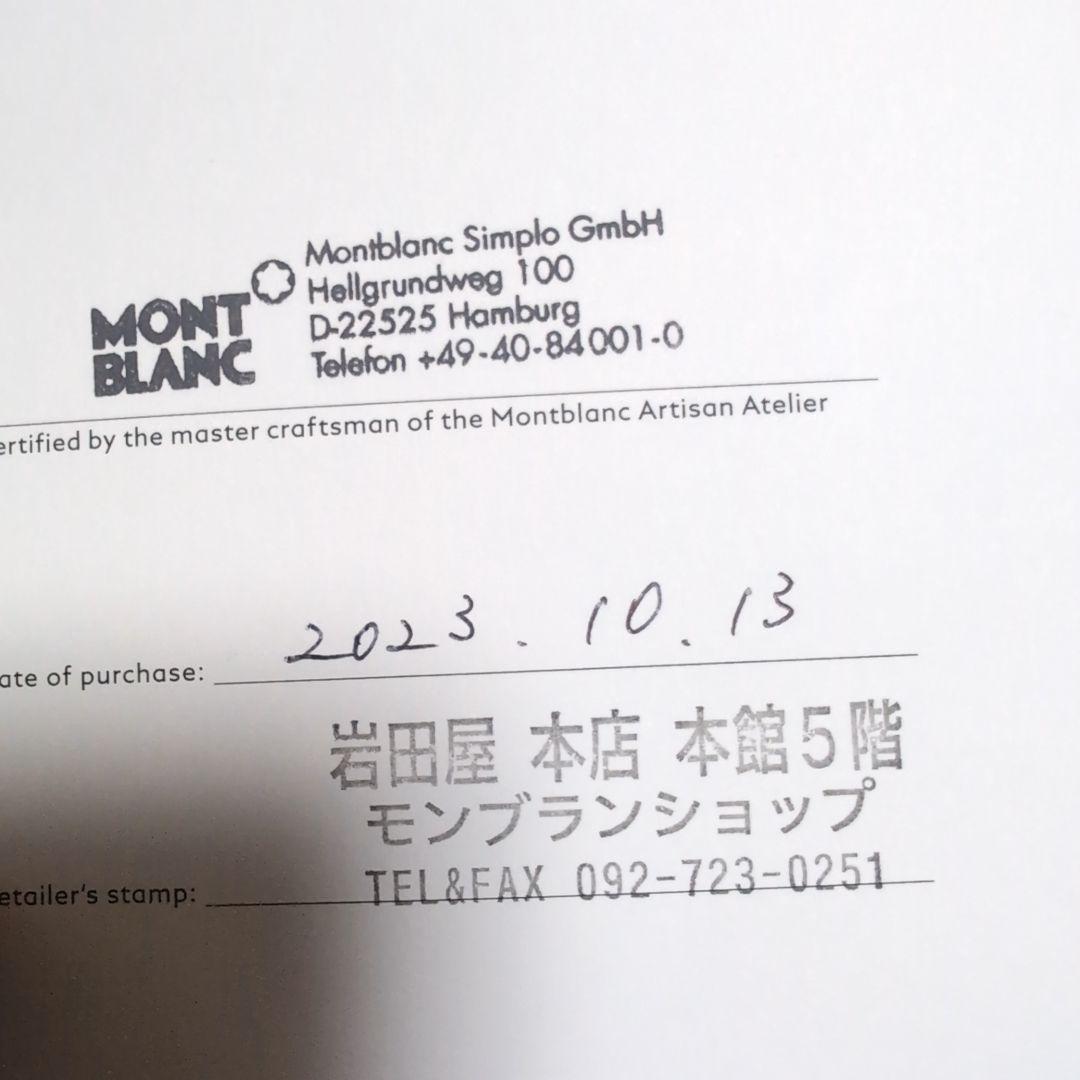 MONT
BLANC
Montblanc Simplo GmbH
Hellgrundweg 100
D-22525 Hamburg
Telefon +49-40-84001-0
ertified by the master craftsman of the Montblanc Artisan Atelier
ate of purchase: 2023.10.13
岩田屋 本店 本館5階
モンブランショップ
etailer's stamp: TEL&FAX 092-723-0251